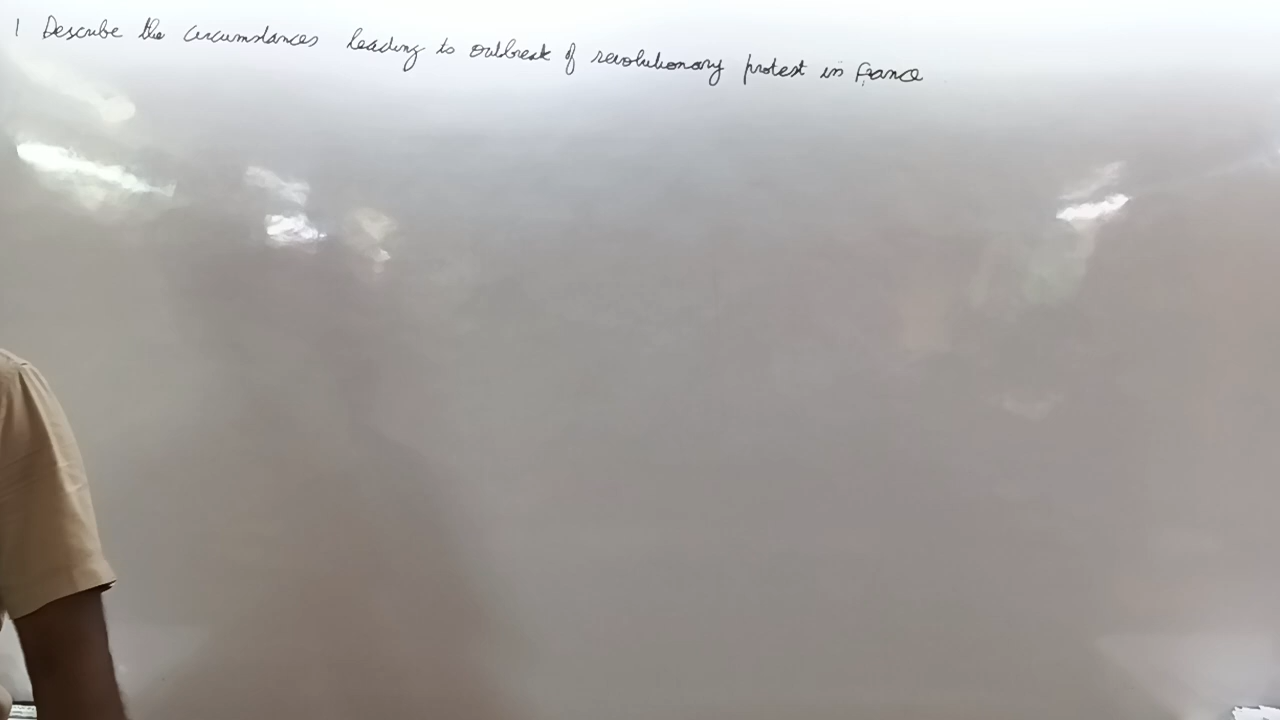 1 Describe the circumstances leading to outbreak of revolutionary protest in France